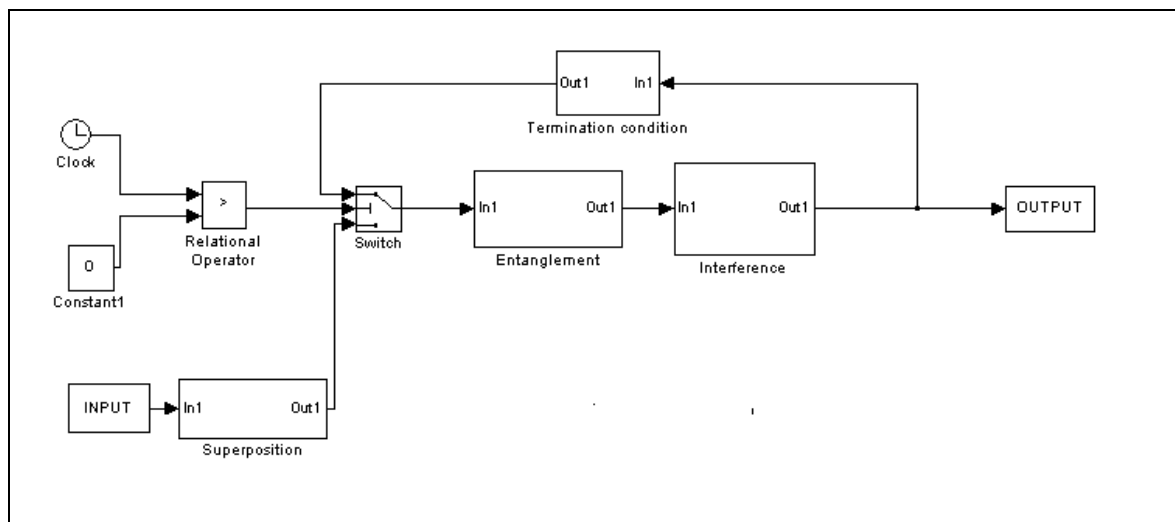 Out1 In1
Termination condition
Clock
>
Relational
Operator
0
Constant1
Switch
In1 Out1
Entanglement
In1 Out1
Interference
OUTPUT
INPUT
In1 Out1
Superposition